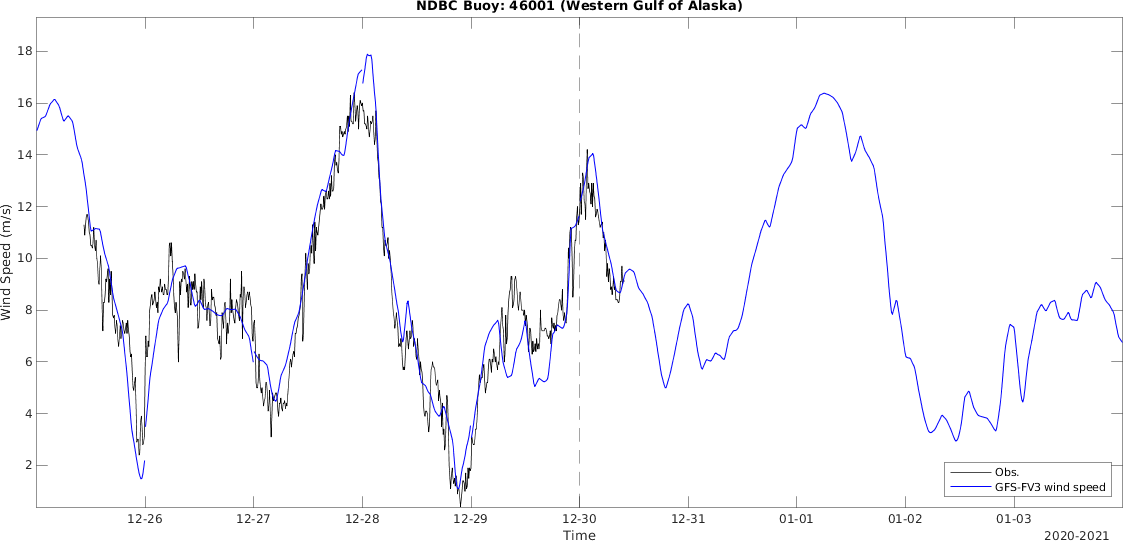 NDBC Buoy: 46001 (Western Gulf of Alaska)
18
16
14
12
10
8
6
4
2
Wind Speed (m/s)
Obs.
GFS-FV3 wind speed
12-26 12-27 12-28 12-29 12-30 12-31 01-01 01-02 01-03
Time
2020-2021